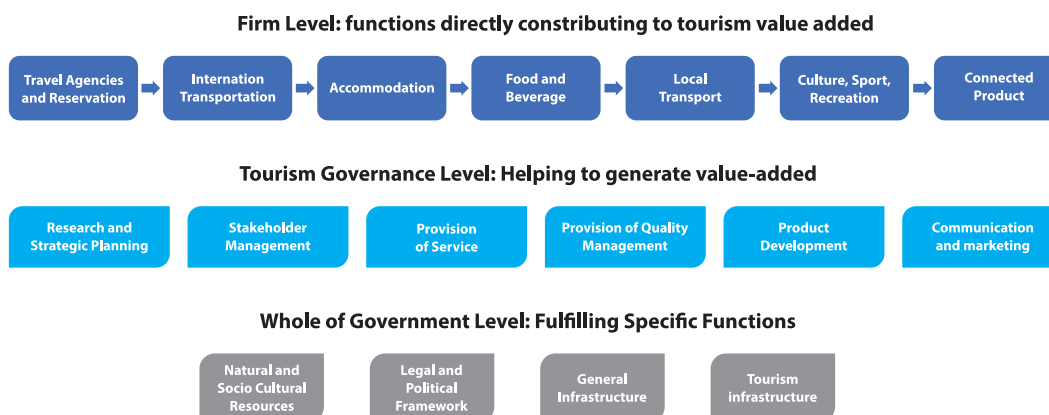 Firm Level: functions directly constributing to tourism value added
Travel Agencies
and Reservation
Internation
Transportation
Accommodation
Food and
Beverage
Local
Transport
Culture, Sport,
Recreation
Connected
Product
Tourism Governance Level: Helping to generate value-added
Research and
Strategic Planning
Stakeholder
Management
Provision
of Service
Provision of Quality
Management
Product
Development
Communication
and marketing
Whole of Government Level: Fulfilling Specific Functions
Natural and
Socio Cultural
Resources
Legal and
Political
Framework
General
Infrastructure
Tourism
infrastructure